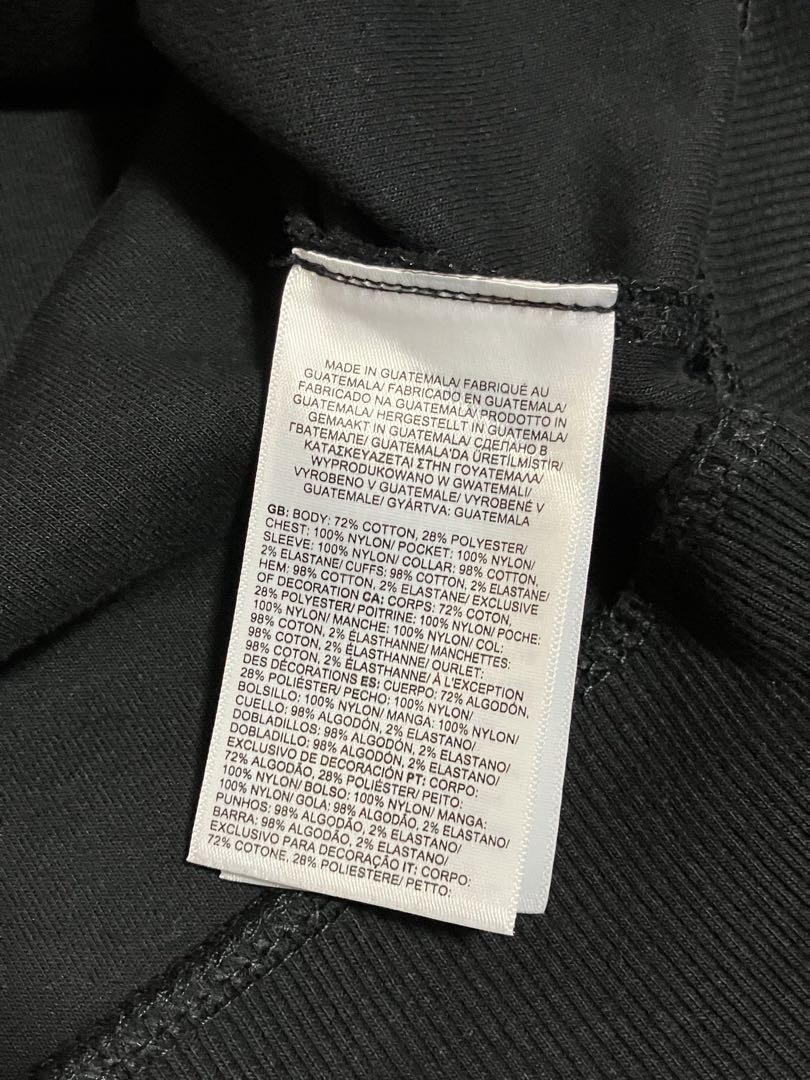 MADE IN GUATEMALA/ FABRIQUÉ AU
GUATEMALA/ FABRICADO EN GUATEMALA/
FABRICADO NA GUATEMALA/ PRODOTTO IN
GUATEMALA/ HERGESTELLT IN GUATEMALA/
GEMAAKT IN GUATEMALA/ СДЕЛАНО В
ГВАТЕМАЛЕ/ GUATEMALA'DA ÜRETİLMİŞTİR/
ΚΑΤΑΣΚΕΥΑΖΕΤΑΙ ΣΤΗΝ ΓΟΥΑΤΕΜΑΛΑ/
WYPRODUKOWANO W GWATEMALI/
VYROBENO V GUATEMALE/ VYROBENÉ V
GUATEMALE/ GYÁRTVA: GUATEMALA
GB: BODY: 72% COTTON, 28% POLYESTER/
CHEST: 100% NYLON/ POCKET: 100% NYLON/
SLEEVE: 100% NYLON/ COLLAR: 98% COTTON,
2% ELASTANE/ CUFFS: 98% COTTON, 2% ELASTANE/
HEM: 98% COTTON, 2% ELASTANE/ EXCLUSIVE
OF DECORATION CA: CORPS: 72% COTON,
28% POLYESTER/ POITRINE: 100% NYLON/ POCHE:
100% NYLON/ MANCHE: 100% NYLON/ COL:
98% COTON, 2% ÉLASTHANNE/ MANCHETTES:
98% COTON, 2% ÉLASTHANNE/ OURLET:
98% COTON, 2% ÉLASTHANNE/ À L'EXCEPTION
DES DÉCORATIONS ES: CUERPO: 72% ALGODÓN,
28% POLIÉSTER/ PECHO: 100% NYLON/
BOLSILLO: 100% NYLON/ MANGA: 100% NYLON/
CUELLO: 98% ALGODÓN, 2% ELASTANO/
DOBLADILLOS: 98% ALGODÓN, 2% ELASTANO/
DOBLADILLO: 98% ALGODÓN, 2% ELASTANO/
EXCLUSIVO DE DECORACIÓN PT: CORPO:
72% ALGODÃO, 28% POLIÉSTER/ PEITO:
100% NYLON/ BOLSO: 100% NYLON/ MANGA:
100% NYLON/ GOLA: 98% ALGODÃO, 2% ELASTANO/
PUNHOS: 98% ALGODÃO, 2% ELASTANO/
BARRA: 98% ALGODÃO, 2% ELASTANO/
EXCLUSIVO PARA DECORAÇÃO IT: CORPO:
72% COTONE, 28% POLIESTERE/ PETTO: